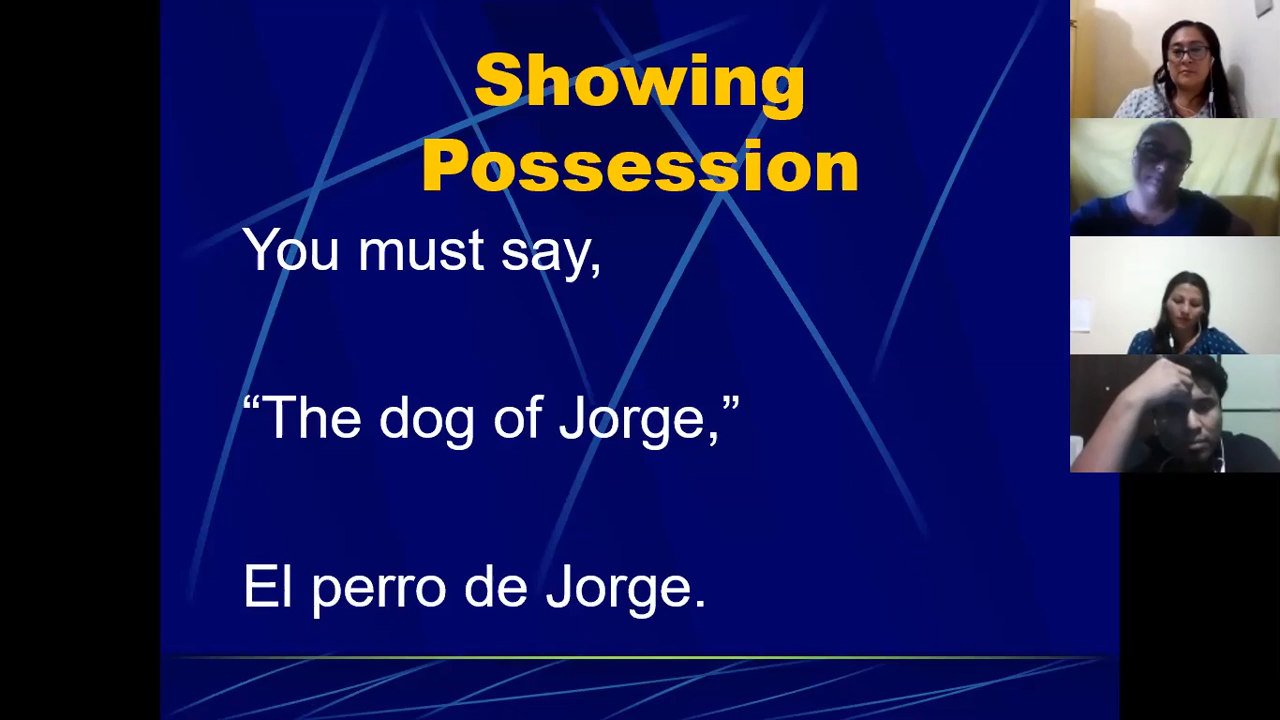 Showing
Possession
You must say,
“The dog of Jorge,”
El perro de Jorge.